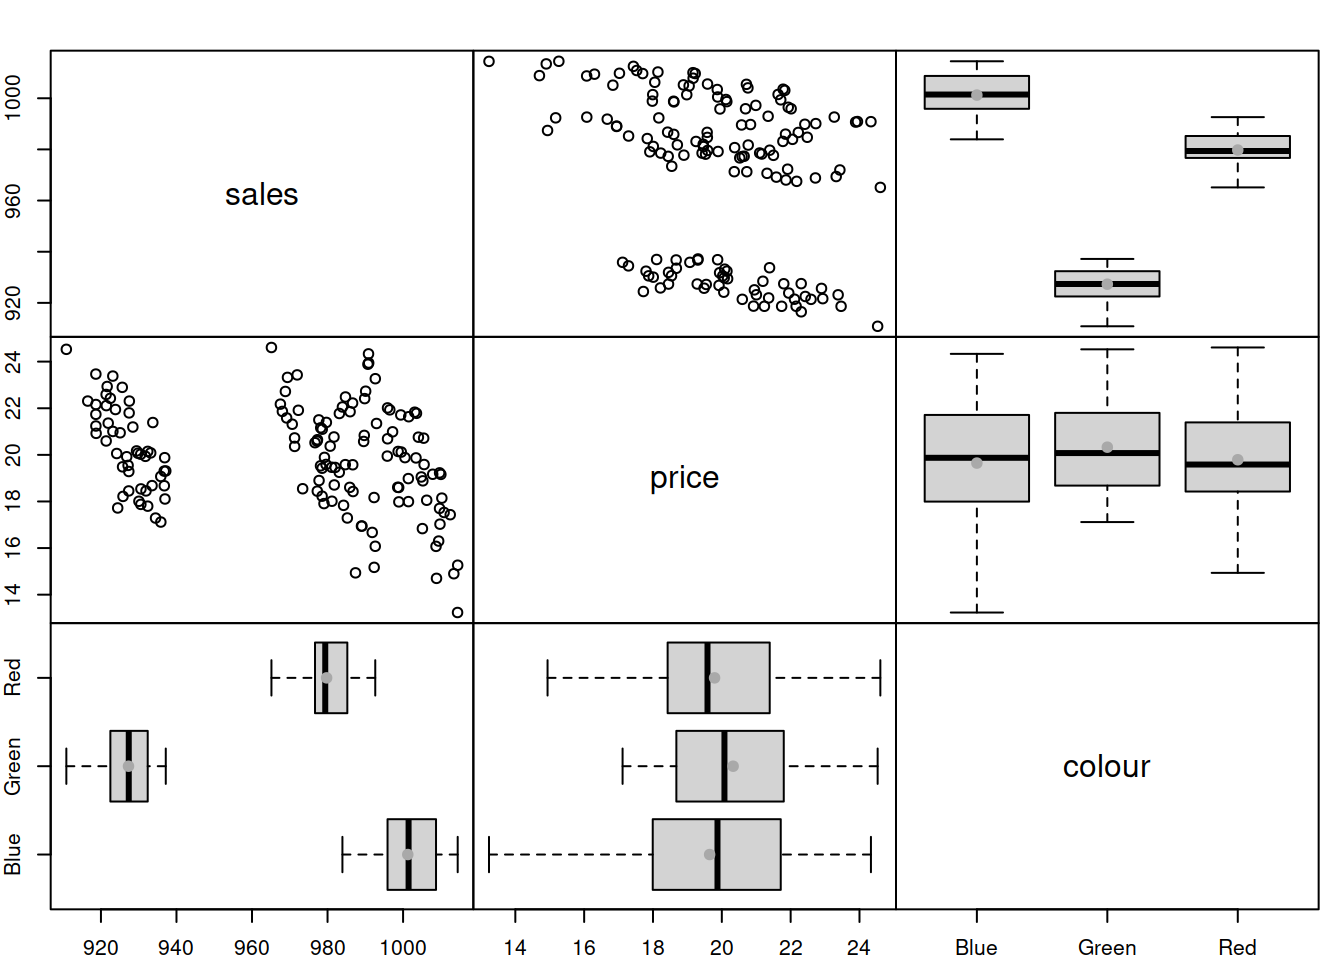 1000
960
920
sales
24
22
20
18
16
14
price
Red
Green
Blue
colour
920 940 960 980 1000
14 16 18 20 22 24
Blue Green Red